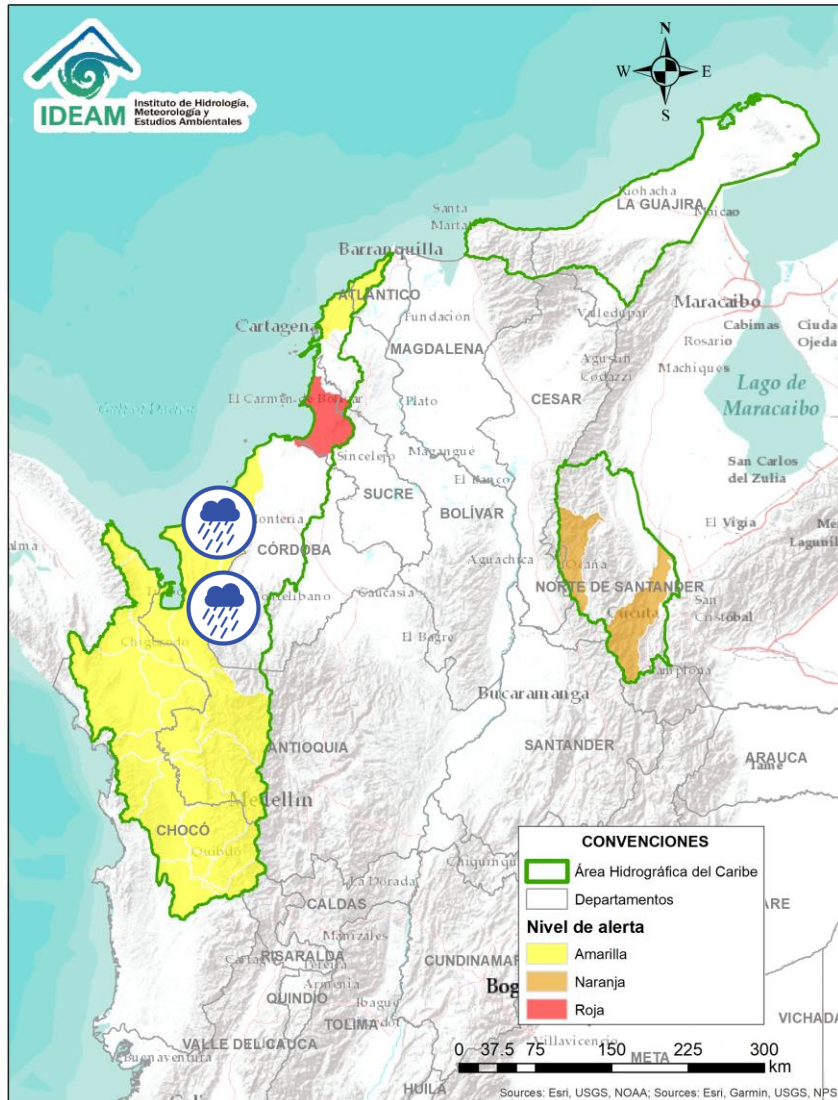 IDEAM
Instituto de Hidrología,
Meteorología y
Estudios Ambientales
N
W E
S
Riohacha
LA GUAJIRA
Maicao
Santa
Barranquilla
ATLÁNTICO
Cartagena
Fundación
Valledupar
Maracaibo
Cabimas
Ciuda
Ojeda
Rosario
MAGDALENA
Machiques
Agustín
Codazzi
CESAR
Lago de
Maracaibo
El Carmen de Bolívar
Plato
Sincelejo
Magangué
San Carlos
del Zulia
SUCRE
El Banco
BOLÍVAR
El Vigía
CÓRDOBA
Aguachica
Ocaña
NORTE DE SANTANDER
Caucasia
Cúcuta
San
Cristóbal
El Bagre
Bucaramanga
ANTIOQUIA
SANTANDER
ARAUCA
Tame
Medellín
CHOCÓ
Quibdó
La Dorada
CALDAS
Manizales
RISARALDA
Pereira
Armenia
QUINDÍO
Ibagué
TOLIMA
CUNDINAMAR
Bog
VALLE DEL CAUCA
Buenaventura
HUILA
Villavicencio
META
VICHADA
CONVENCIONES
Área Hidrográfica del Caribe
Departamentos
Nivel de alerta
Amarilla
Naranja
Roja
0 37.5 75 150 225 300
km
Sources: Esri, USGS, NOAA; Sources: Esri, Garmin, USGS, NPS